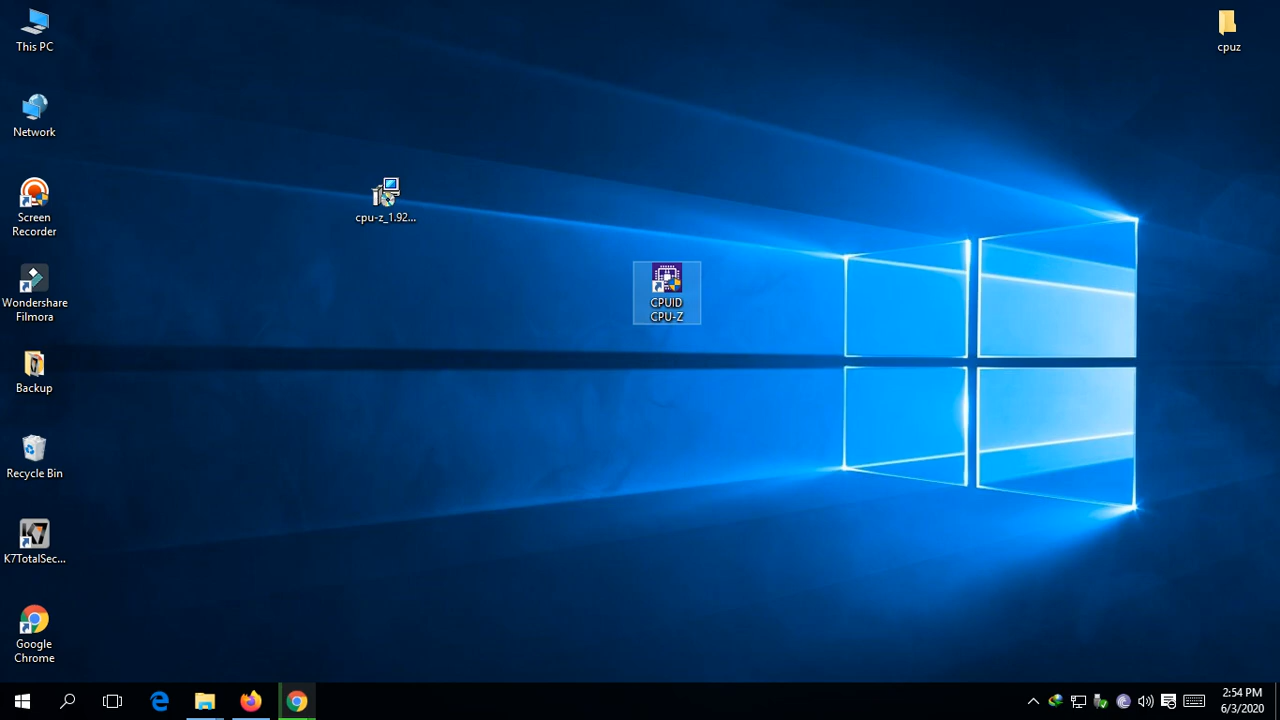 This PC
Network
Screen
Recorder
Wondershare
Filmora
Backup
Recycle Bin
K7TotalSec...
Google
Chrome
cpu-z_1.92...
CPUID
CPU-Z
cpuz
2:54 PM
6/3/2020